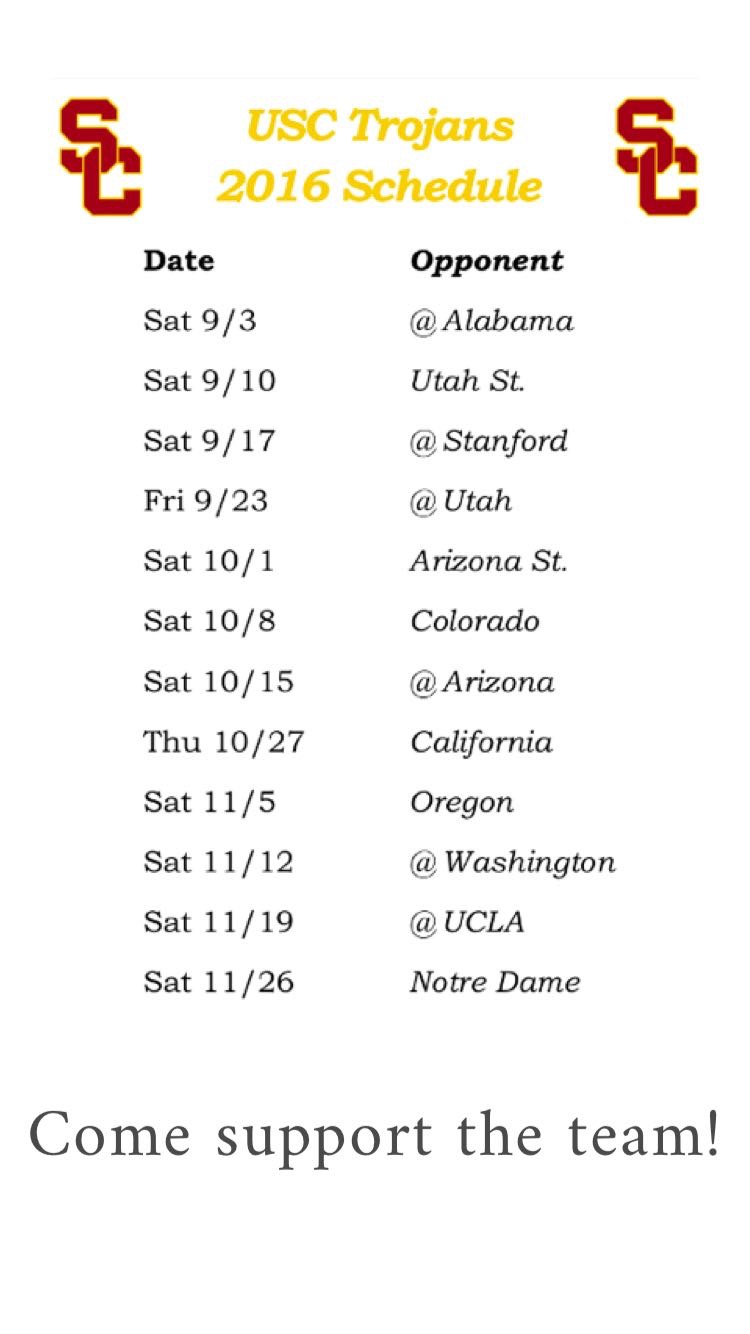 SC USC Trojans SC
2016 Schedule
Date Opponent
Sat 9/3 @ Alabama
Sat 9/10 Utah St.
Sat 9/17 @ Stanford
Fri 9/23 @ Utah
Sat 10/1 Arizona St.
Sat 10/8 Colorado
Sat 10/15 @ Arizona
Thu 10/27 California
Sat 11/5 Oregon
Sat 11/12 @ Washington
Sat 11/19 @ UCLA
Sat 11/26 Notre Dame
Come support the team!